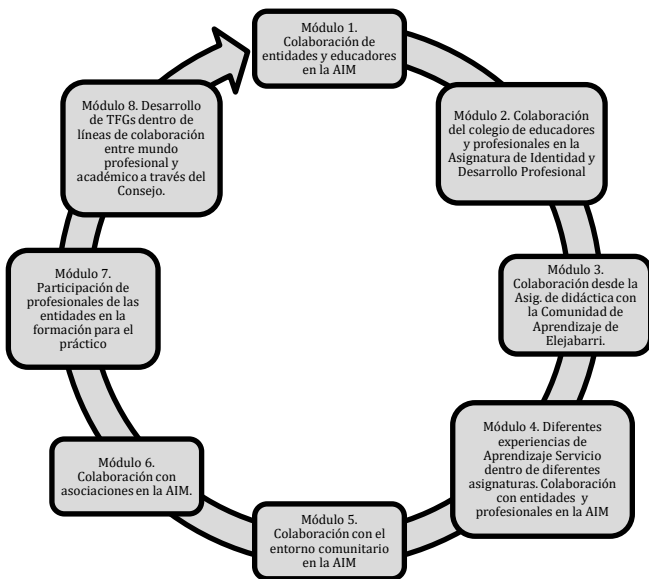 Módulo 1.
Colaboración de
entidades y educadores
en la AIM
Módulo 2. Colaboración
del colegio de educadores
y profesionales en la
Asignatura de Identidad y
Desarrollo Profesional
Módulo 3.
Colaboración desde la
Asig. de didáctica con
la Comunidad de
Aprendizaje de
Elejabarri.
Módulo 4. Diferentes
experiencias de
Aprendizaje Servicio
dentro de diferentes
asignaturas. Colaboración
con entidades y
profesionales en la AIM
Módulo 5.
Colaboración con el
entorno comunitario
en la AIM
Módulo 6.
Colaboración con
asociaciones en la AIM.
Módulo 7.
Participación de
profesionales de las
entidades en la
formación para el
práctico
Módulo 8. Desarrollo
de TFGs dentro de
líneas de colaboración
entre mundo
profesional y
académico a través del
Consejo.